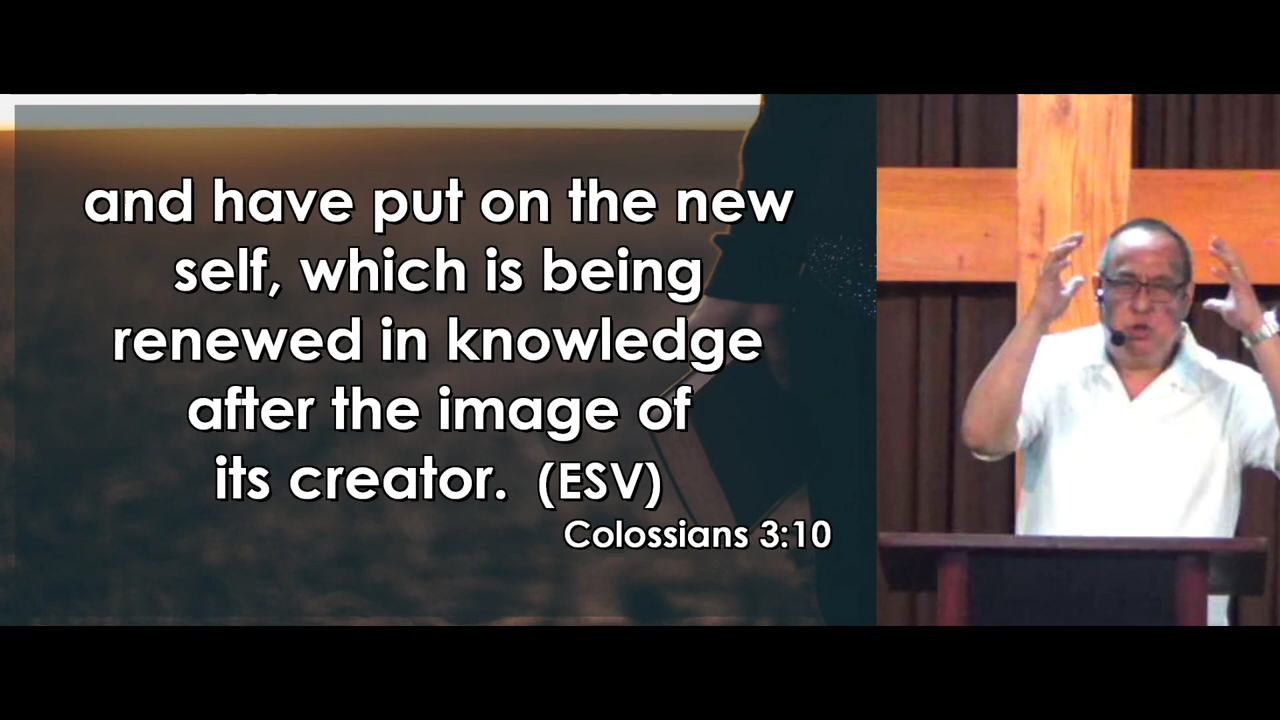 and have put on the new
self, which is being
renewed in knowledge
after the image of
its creator. (ESV)
Colossians 3:10